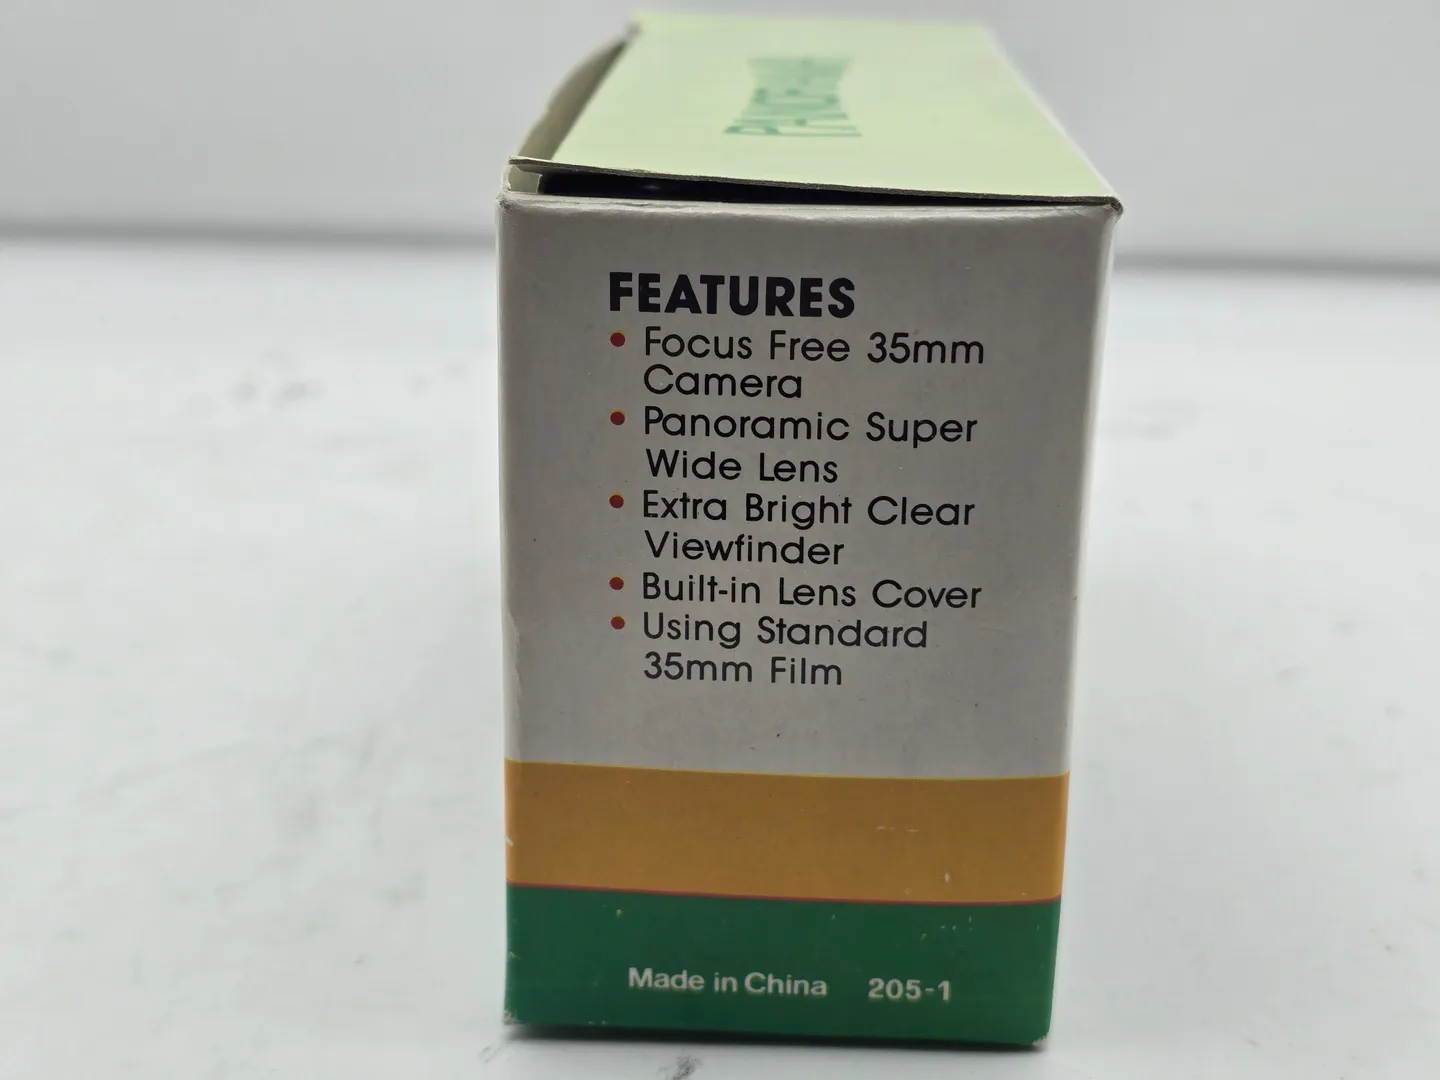 PANORAMA
FEATURES
• Focus Free 35mm
Camera
• Panoramic Super
Wide Lens
• Extra Bright Clear
Viewfinder
• Built-in Lens Cover
• Using Standard
35mm Film
Made in China 205-1